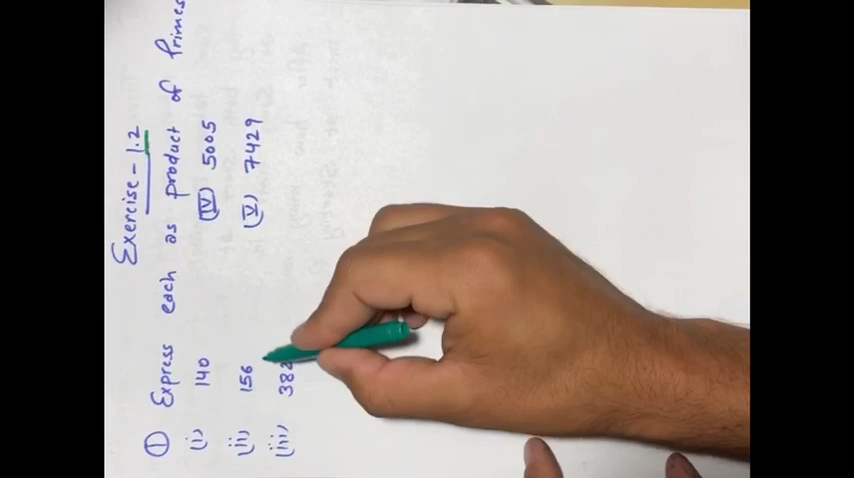 Exercise - 1.2
① Express each as product of Primes
(i) 140 (IV) 5005
(ii) 156 (V) 7429
(iii) 382